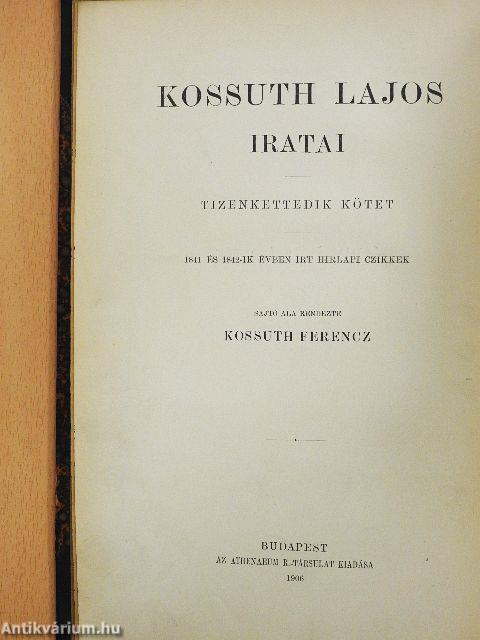 KOSSUTH LAJOS
IRATAI
TIZENKETTEDIK KÖTET
1841 ÉS 1842-IK ÉVBEN IRT HIRLAPI CZIKKEK
SAJTÓ ALÁ RENDEZTE
KOSSUTH FERENCZ
BUDAPEST
AZ ATHENAEUM R.-TÁRSULAT KIADÁSA
1906
Antikvárium.hu